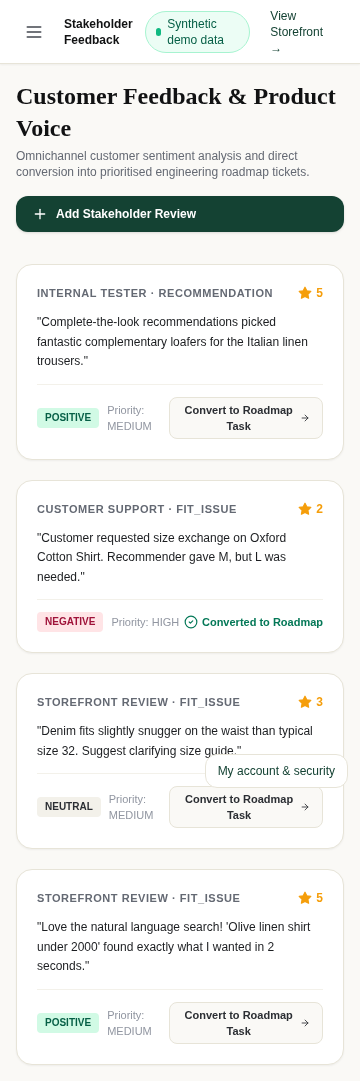 Stakeholder
Feedback
Synthetic
demo data
View
Storefront
→
Customer Feedback & Product
Voice
Omnichannel customer sentiment analysis and direct
conversion into prioritised engineering roadmap tickets.
Add Stakeholder Review
INTERNAL TESTER · RECOMMENDATION
5
"Complete-the-look recommendations picked
fantastic complementary loafers for the Italian linen
trousers."
POSITIVE
Priority:
MEDIUM
Convert to Roadmap
Task
CUSTOMER SUPPORT · FIT_ISSUE
2
"Customer requested size exchange on Oxford
Cotton Shirt. Recommender gave M, but L was
needed."
NEGATIVE
Priority: HIGH
Converted to Roadmap
STOREFRONT REVIEW · FIT_ISSUE
3
"Denim fits slightly snugger on the waist than typical
size 32. Suggest clarifying size guide."
My account & security
NEUTRAL
Priority:
MEDIUM
Convert to Roadmap
Task
STOREFRONT REVIEW · FIT_ISSUE
5
"Love the natural language search! 'Olive linen shirt
under 2000' found exactly what I wanted in 2
seconds."
POSITIVE
Priority:
MEDIUM
Convert to Roadmap
Task